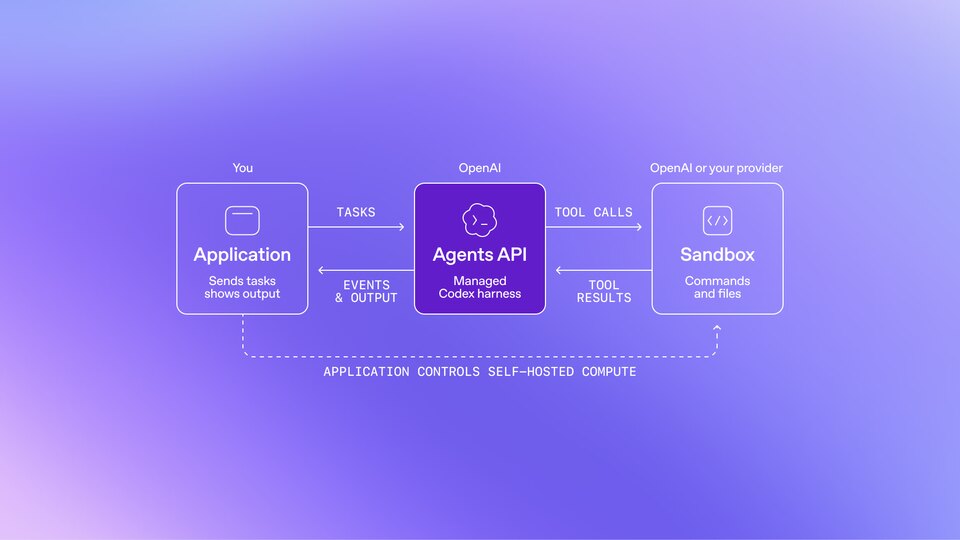 You
OpenAI
OpenAI or your provider
Application
Sends tasks
shows output
TASKS
EVENTS
& OUTPUT
Agents API
Managed
Codex harness
TOOL CALLS
TOOL
RESULTS
Sandbox
Commands
and files
APPLICATION CONTROLS SELF-HOSTED COMPUTE